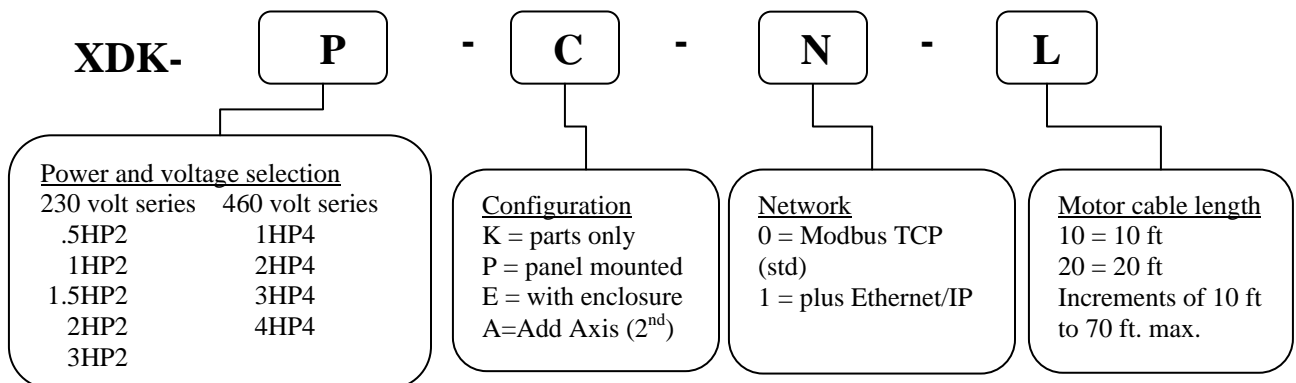 XDK- P - C - N - L
Power and voltage selection
230 volt series 460 volt series
.5HP2 1HP4
1HP2 2HP4
1.5HP2 3HP4
2HP2 4HP4
3HP2
Configuration
K = parts only
P = panel mounted
E = with enclosure
A=Add Axis (2nd)
Network
0 = Modbus TCP
(std)
1 = plus Ethernet/IP
Motor cable length
10 = 10 ft
20 = 20 ft
Increments of 10 ft
to 70 ft. max.